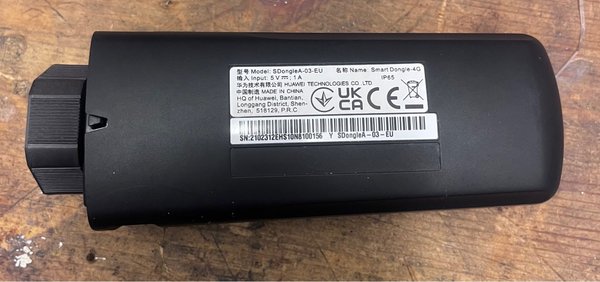 型号 Model: SDongleA-03-EU 名称 Name: Smart Dongle-4G
输入 Input: 5 V⎓, 1 A IP65
华为技术有限公司 HUAWEI TECHNOLOGIES CO., LTD.
中国制造 MADE IN CHINA
HQ of Huawei, Bantian,
Longgang District, Shen-
zhen, 518129, P.R.C
UK
CA
CE
SN:2102312EHS10N8100156 Y SDongleA-03-EU